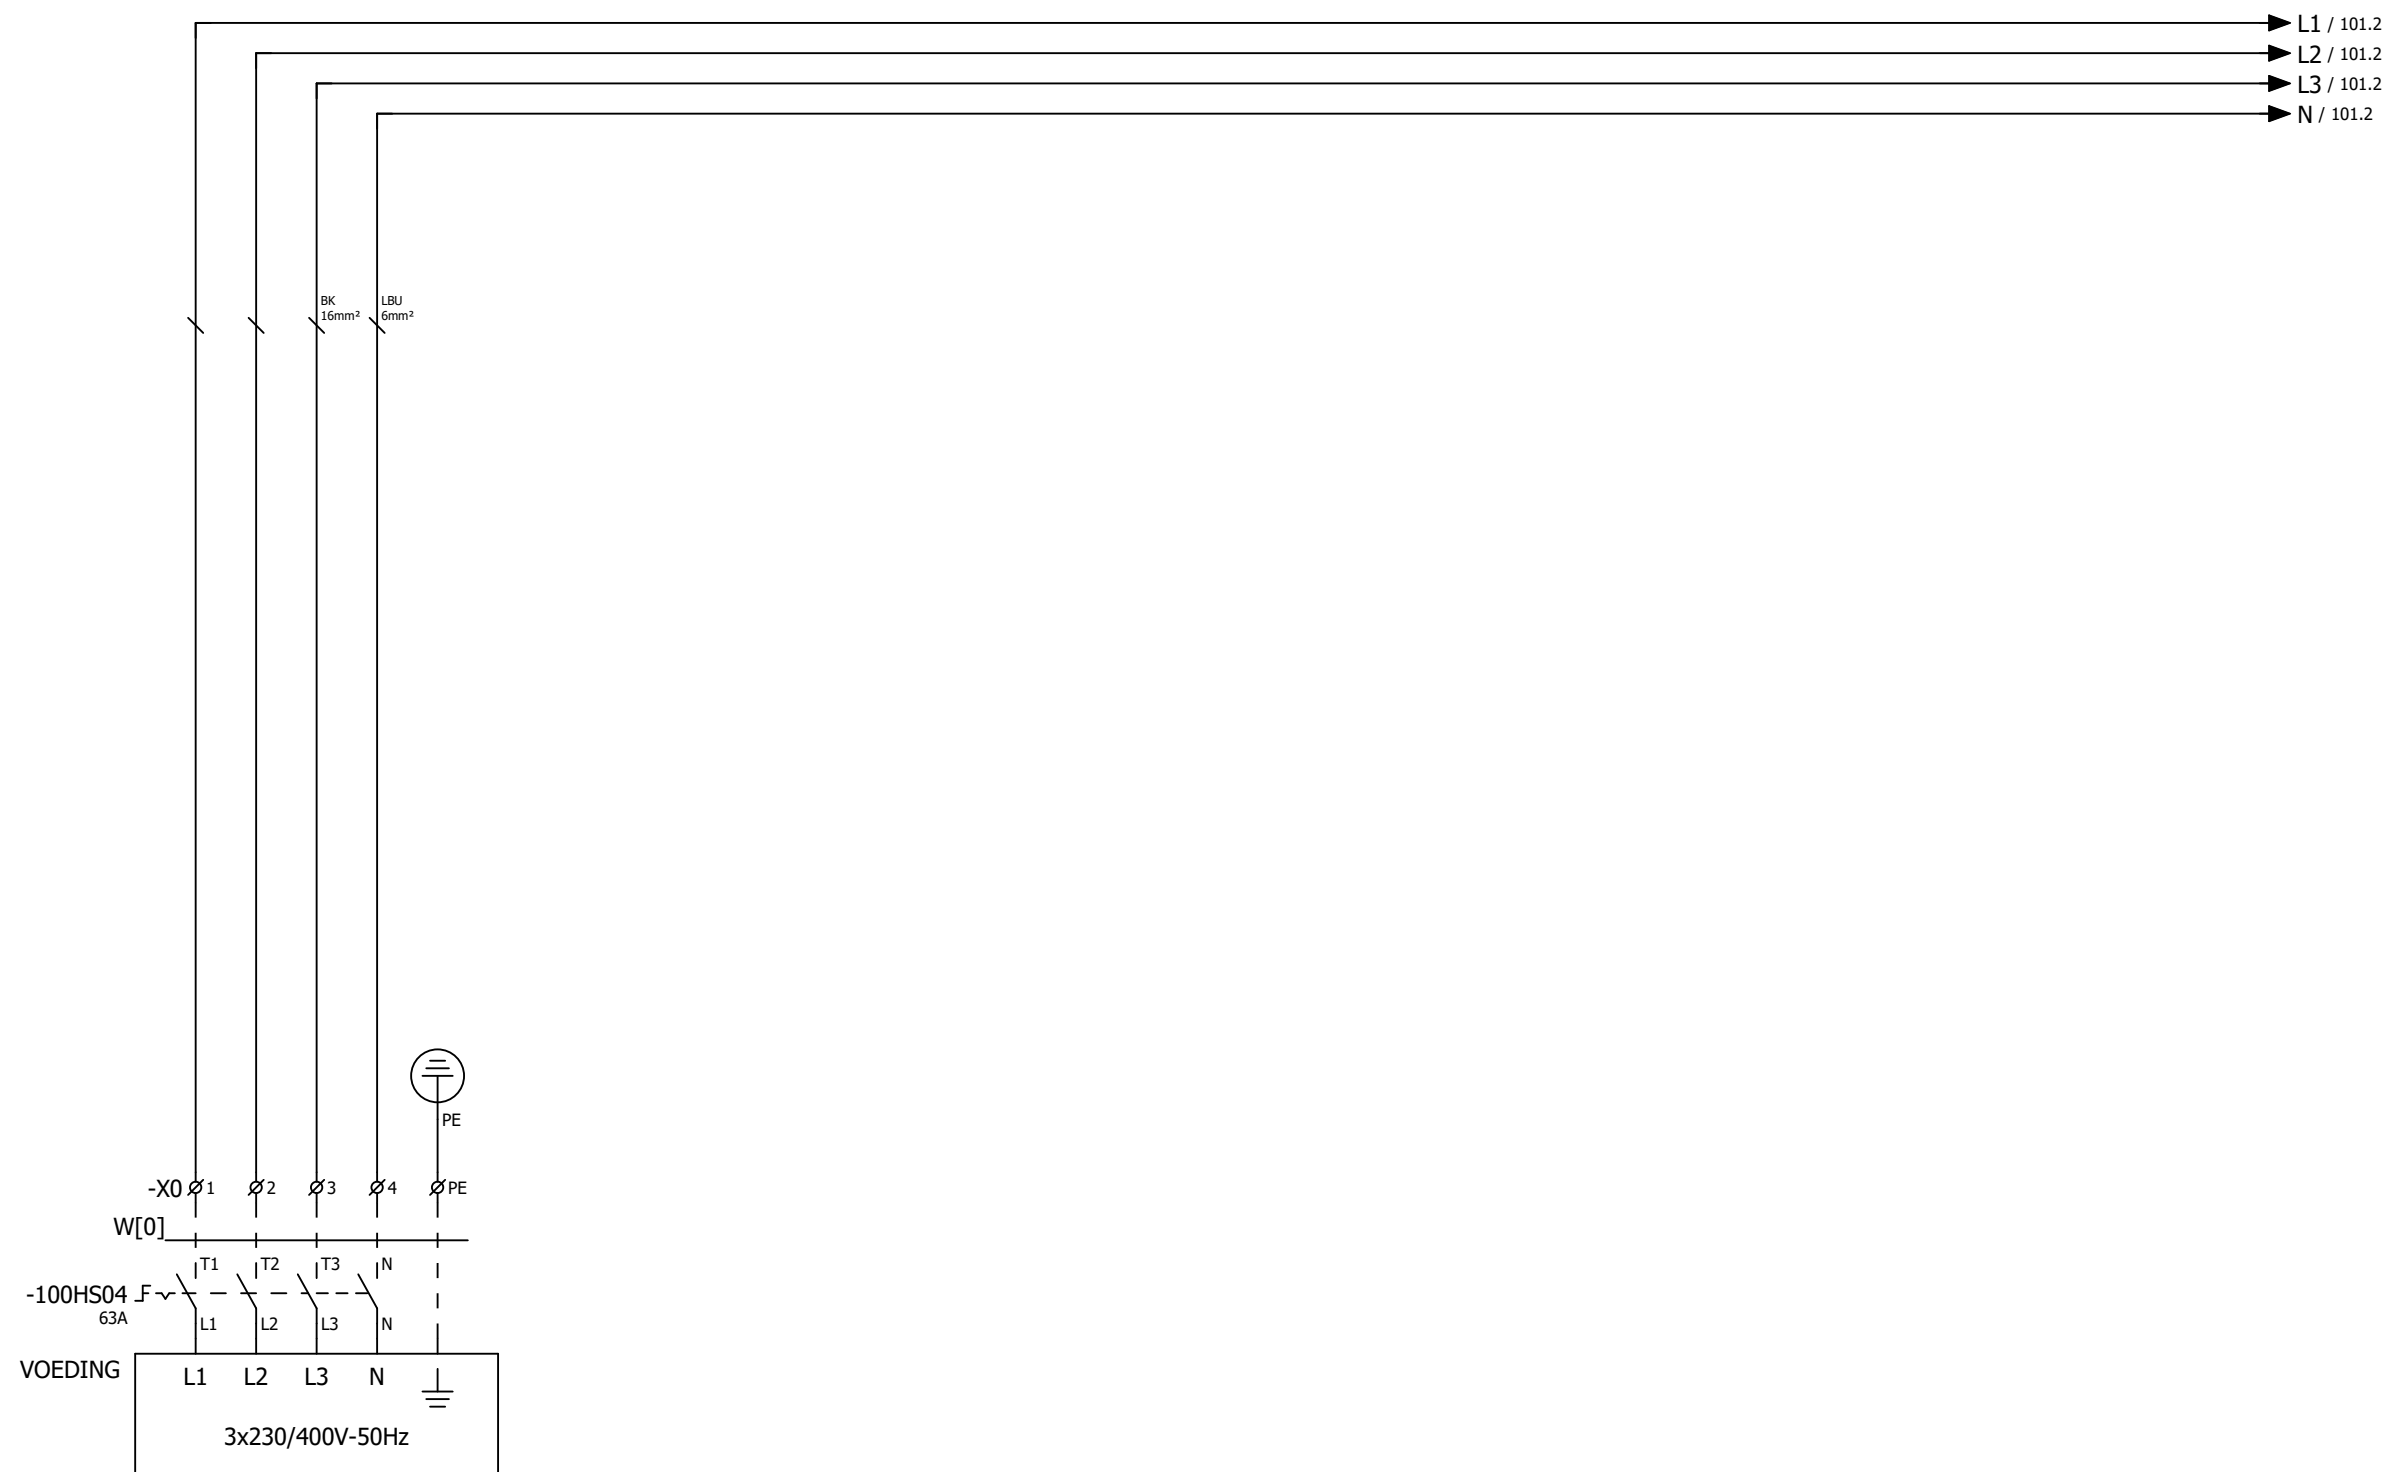 L1 / 101.2
L2 / 101.2
L3 / 101.2
N / 101.2
BK
16mm²
LBU
6mm²
PE
-X0 1 2 3 4 PE
W[0]
T1 T2 T3 N
-100HS04
63A
L1 L2 L3 N
VOEDING
L1 L2 L3 N
3x230/400V-50Hz